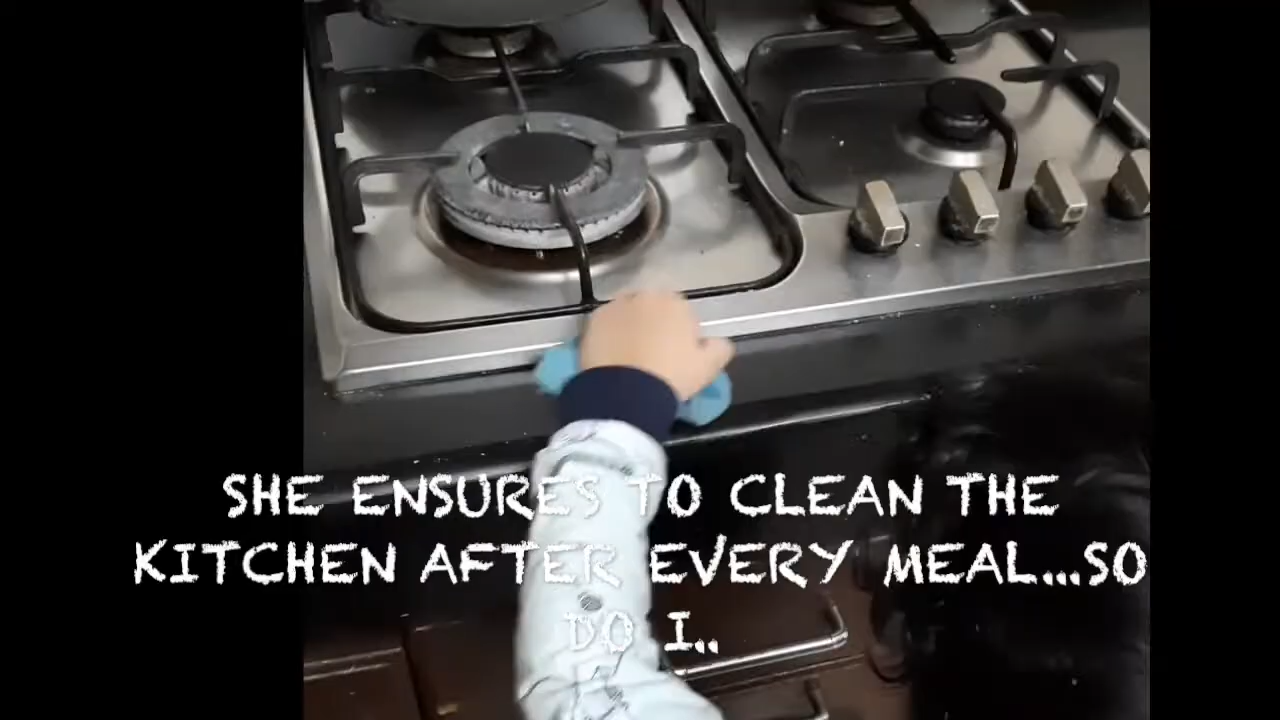 SHE ENSURES TO CLEAN THE
KITCHEN AFTER EVERY MEAL...SO
DO I..